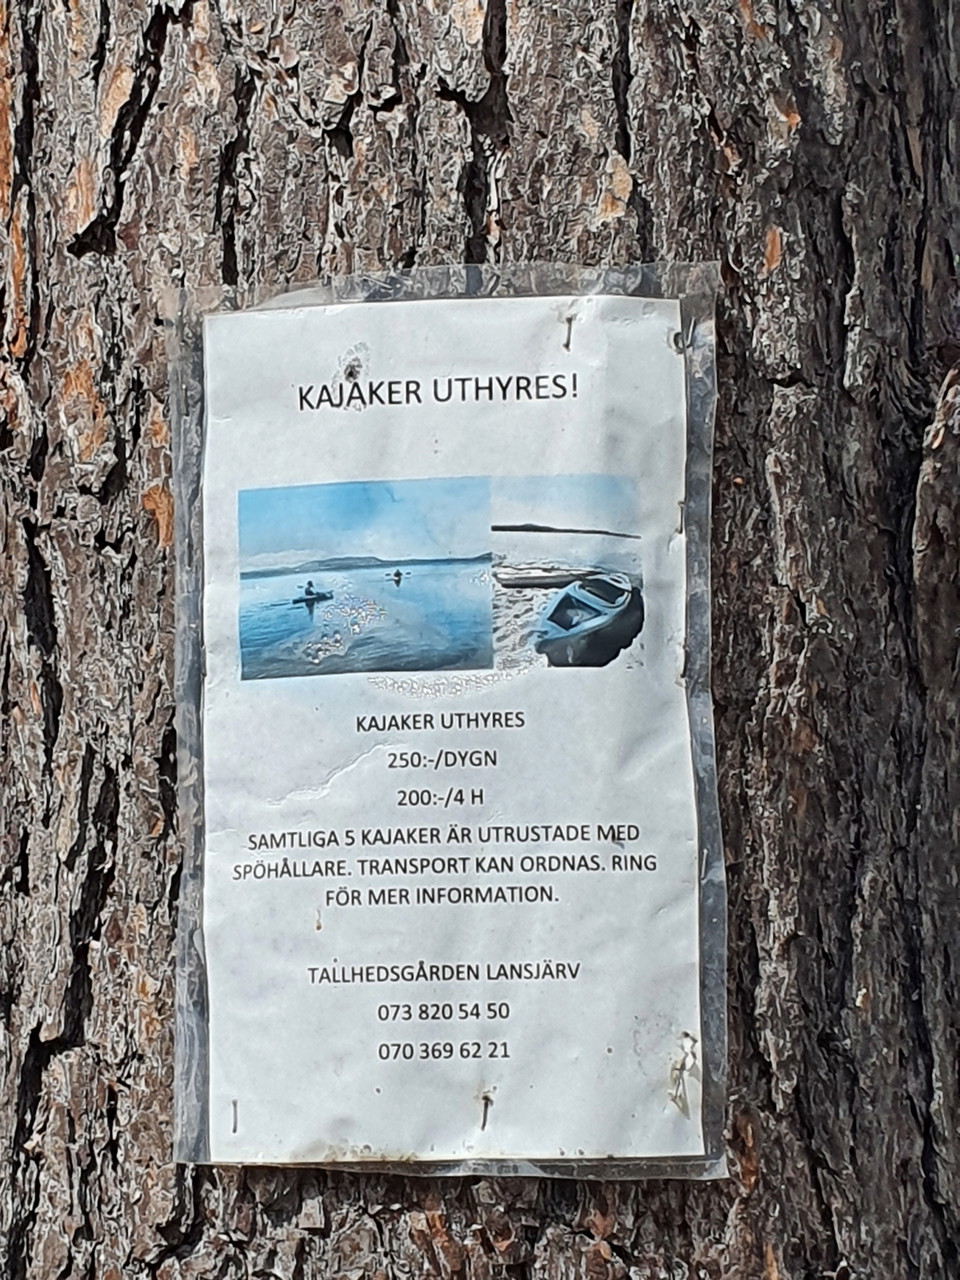 KAJAKER UTHYRES!
KAJAKER UTHYRES
250:-/DYGN
200:-/4 H
SAMTLIGA 5 KAJAKER ÄR UTRUSTADE MED
SPÖHÅLLARE. TRANSPORT KAN ORDNAS. RING
FÖR MER INFORMATION.
TALLHEDSGÅRDEN LANSJÄRV
073 820 54 50
070 369 62 21